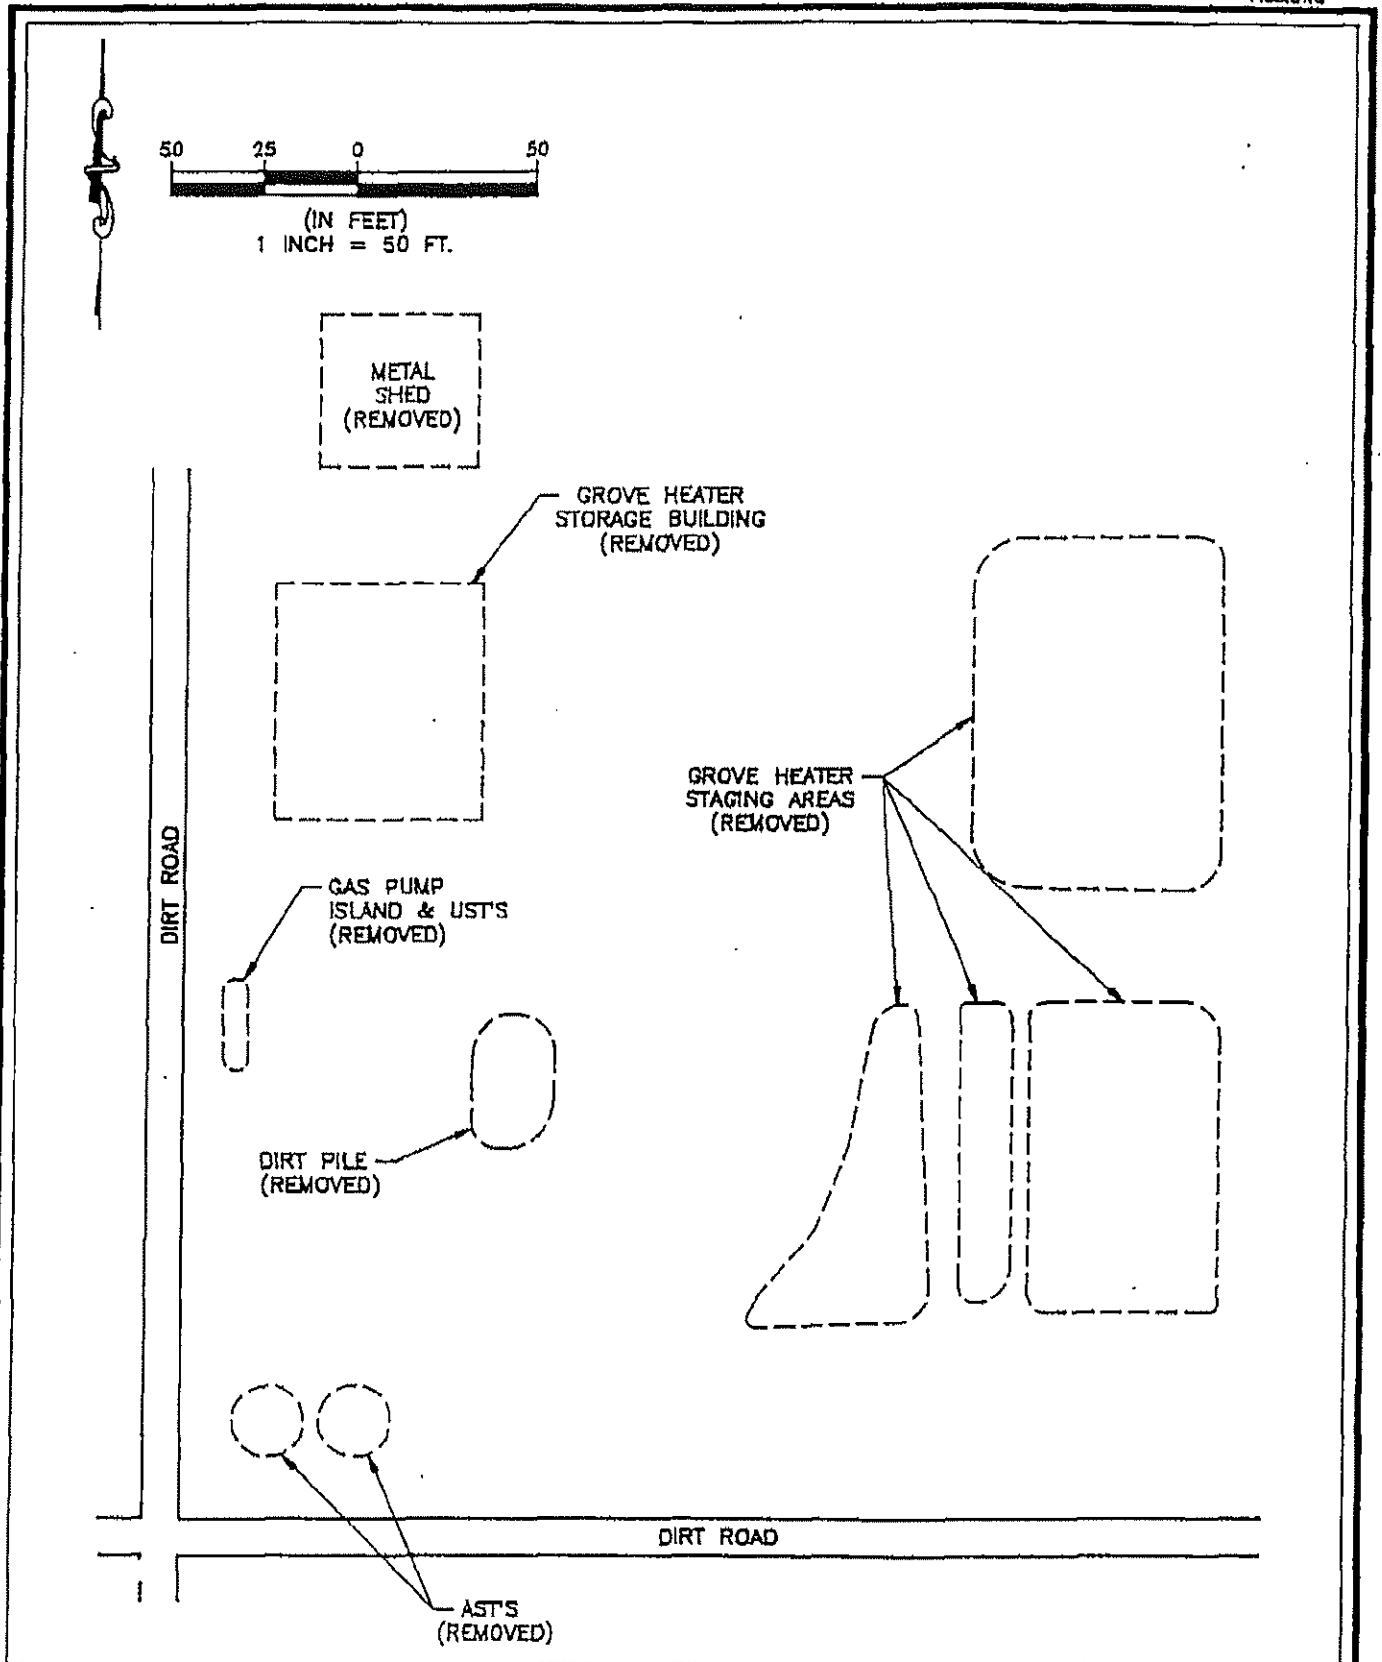 50 25 0 50
(IN FEET)
1 INCH = 50 FT.
METAL
SHED
(REMOVED)
GROVE HEATER
STORAGE BUILDING
(REMOVED)
GROVE HEATER
STAGING AREAS
(REMOVED)
DIRT ROAD
GAS PUMP
ISLAND & UST'S
(REMOVED)
DIRT PILE
(REMOVED)
DIRT ROAD
AST'S
(REMOVED)